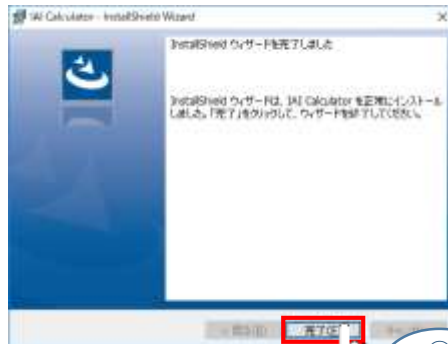 IAI Calculator - InstallShield Wizard
InstallShield ウィザードを完了しました
InstallShield ウィザードは、IAI Calculator を正常にインストール
しました。「完了」をクリックして、ウィザードを終了してください。
< 戻る(B)
完了(F)